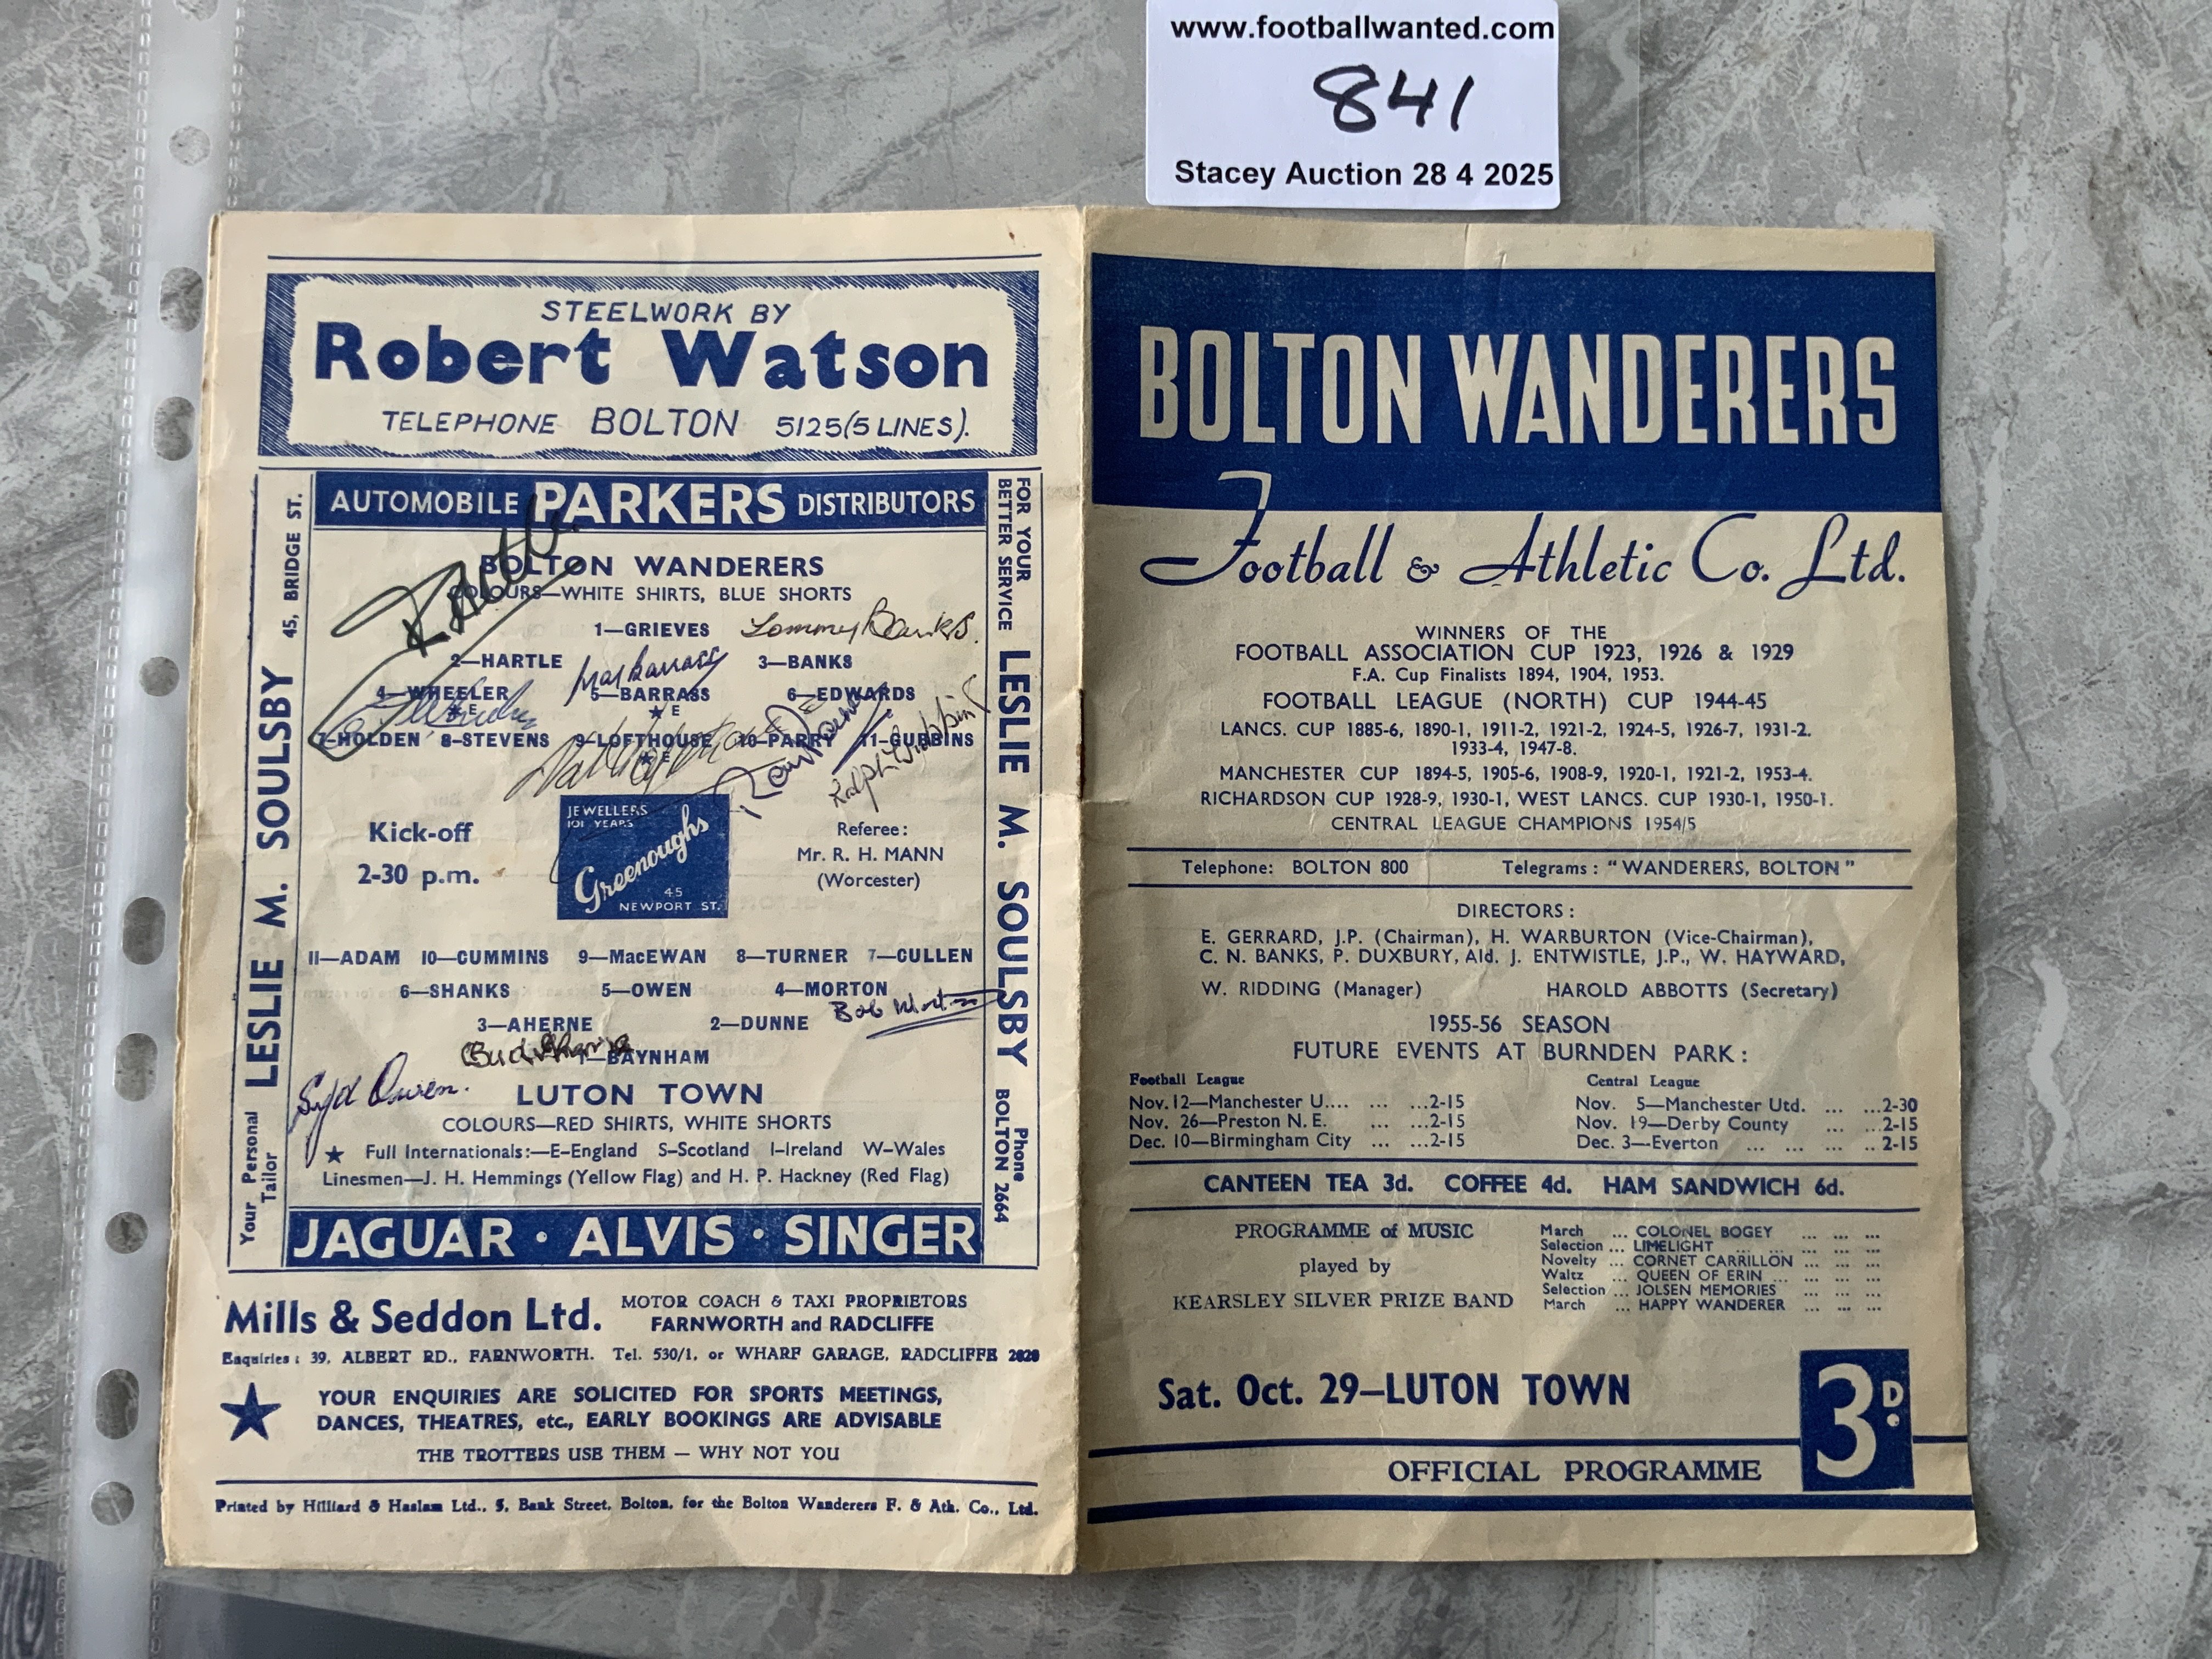 www.footballwanted.com
841
Stacey Auction 28 4 2025
STEELWORK BY
Robert Watson
TELEPHONE BOLTON 5125 (5 LINES).
AUTOMOBILE PARKERS DISTRIBUTORS
45, BRIDGE ST.
LESLIE M. SOULSBY
Your Personal
Tailor
FOR YOUR
BETTER SERVICE
LESLIE M. SOULSBY
Phone
BOLTON 2664
BOLTON WANDERERS
COLOURS—WHITE SHIRTS, BLUE SHORTS
1—GRIEVES Tommy Banks.
2—HARTLE 3—BANKS
4—WHEELER 5—BARRASS 6—EDWARDS
★ E ★ E
7—HOLDEN 8—STEVENS 9—LOFTHOUSE 10—PARRY 11—GUBBINS
★ E
Ralph Gubbins
Kick-off
2-30 p.m.
JEWELLERS
101 YEARS
Greenoughs
45
NEWPORT ST.
Referee:
Mr. R. H. MANN
(Worcester)
11—ADAM 10—CUMMINS 9—MacEWAN 8—TURNER 7—CULLEN
6—SHANKS 5—OWEN 4—MORTON
Bob Morton
3—AHERNE 2—DUNNE
Bud Aherne
1—BAYNHAM
Syd Owen.
LUTON TOWN
COLOURS—RED SHIRTS, WHITE SHORTS
★ Full Internationals:—E–England S–Scotland I–Ireland W–Wales
Linesmen—J. H. Hemmings (Yellow Flag) and H. P. Hackney (Red Flag)
JAGUAR · ALVIS · SINGER
Mills & Seddon Ltd. MOTOR COACH & TAXI PROPRIETORS
FARNWORTH and RADCLIFFE
Enquiries: 39, ALBERT RD., FARNWORTH. Tel. 530/1, or WHARF GARAGE, RADCLIFFE 2020
★ YOUR ENQUIRIES ARE SOLICITED FOR SPORTS MEETINGS,
DANCES, THEATRES, etc., EARLY BOOKINGS ARE ADVISABLE
THE TROTTERS USE THEM — WHY NOT YOU
Printed by Hilliard & Haslam Ltd., 5, Bank Street, Bolton, for the Bolton Wanderers F. & Ath. Co., Ltd.
BOLTON WANDERERS
Football & Athletic Co. Ltd.
WINNERS OF THE
FOOTBALL ASSOCIATION CUP 1923, 1926 & 1929
F.A. Cup Finalists 1894, 1904, 1953.
FOOTBALL LEAGUE (NORTH) CUP 1944-45
LANCS. CUP 1885-6, 1890-1, 1911-2, 1921-2, 1924-5, 1926-7, 1931-2.
1933-4, 1947-8.
MANCHESTER CUP 1894-5, 1905-6, 1908-9, 1920-1, 1921-2, 1953-4.
RICHARDSON CUP 1928-9, 1930-1, WEST LANCS. CUP 1930-1, 1950-1.
CENTRAL LEAGUE CHAMPIONS 1954/5
Telephone: BOLTON 800 Telegrams: “WANDERERS, BOLTON”
DIRECTORS:
E. GERRARD, J.P. (Chairman), H. WARBURTON (Vice-Chairman),
C. N. BANKS, P. DUXBURY, Ald. J. ENTWISTLE, J.P., W. HAYWARD,
W. RIDDING (Manager) HAROLD ABBOTTS (Secretary)
1955-56 SEASON
FUTURE EVENTS AT BURNDEN PARK:
Football League Central League
Nov. 12—Manchester U.... ... ...2-15 Nov. 5—Manchester Utd. ... ...2-30
Nov. 26—Preston N. E. ... ...2-15 Nov. 19—Derby County ... ...2-15
Dec. 10—Birmingham City ... ...2-15 Dec. 3—Everton ... ... ... ..2-15
CANTEEN TEA 3d. COFFEE 4d. HAM SANDWICH 6d.
PROGRAMME of MUSIC
played by
KEARSLEY SILVER PRIZE BAND
March ... COLONEL BOGEY ... ... ...
Selection ... LIMELIGHT ... ... ... ...
Novelty ... CORNET CARRILLON ... ... ...
Waltz ... QUEEN OF ERIN ... ... ... ...
Selection ... JOLSEN MEMORIES ... ... ...
March ... HAPPY WANDERER ... ... ...
Sat. Oct. 29–LUTON TOWN
3D.
OFFICIAL PROGRAMME